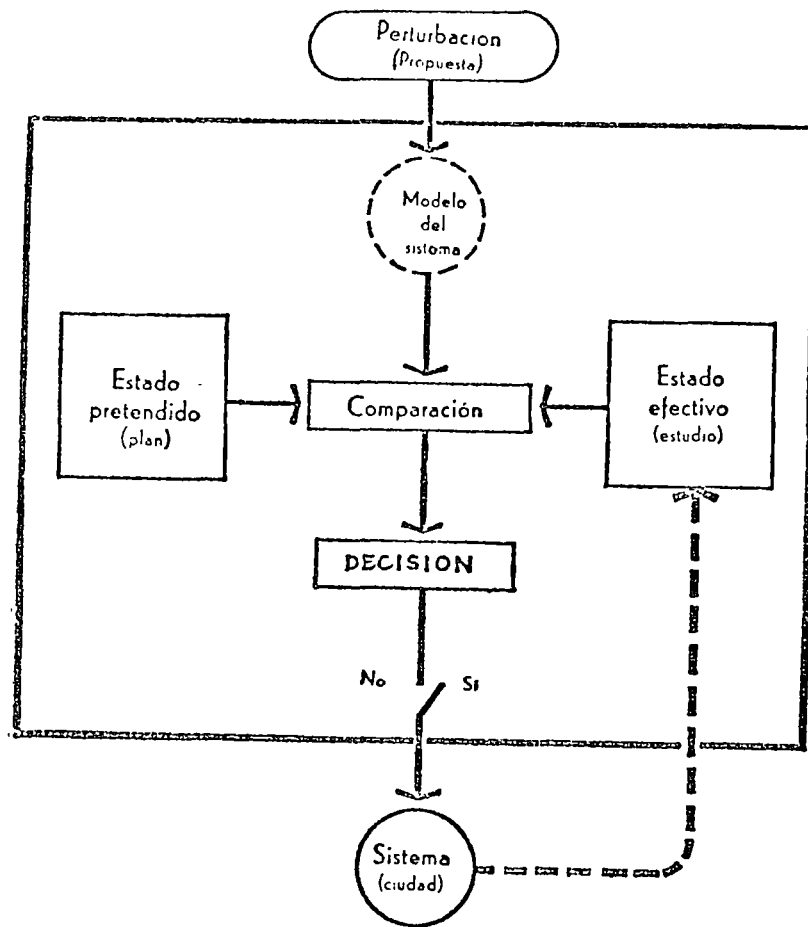 Perturbacion
(Propuesta)
Modelo
del
sistema
Estado
pretendido
(plan)
Comparación
Estado
efectivo
(estudio)
DECISION
No
Si
Sistema
(ciudad)